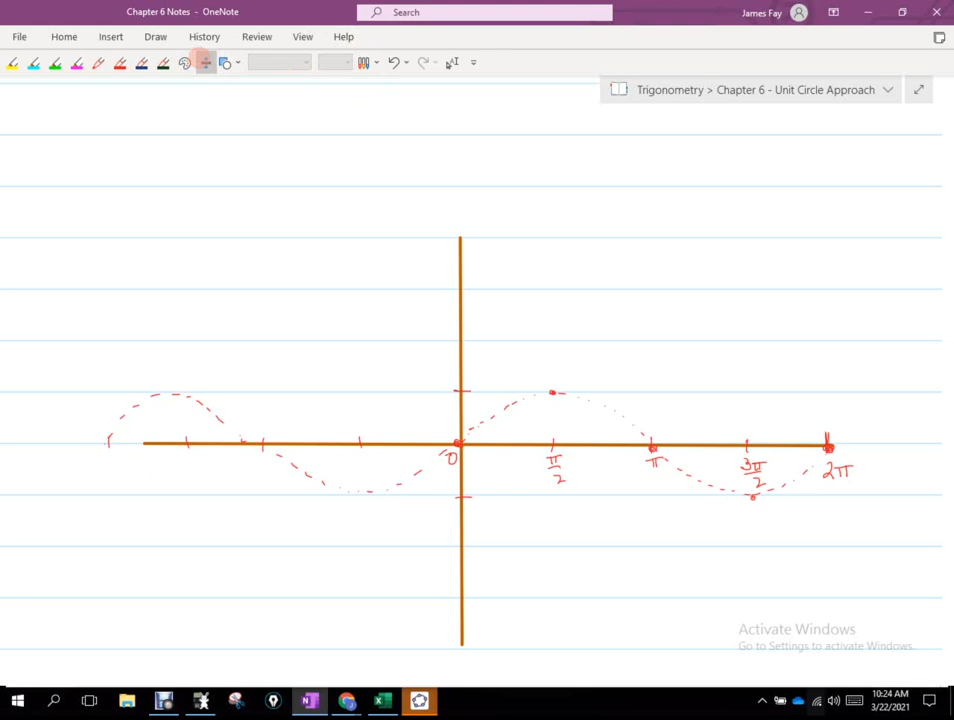 Chapter 6 Notes - OneNote
Search
James Fay
File Home Insert Draw History Review View Help
Trigonometry > Chapter 6 - Unit Circle Approach
0 π/2 π 3π/2 2π
Activate Windows
Go to Settings to activate Windows.
10:24 AM
3/22/2021